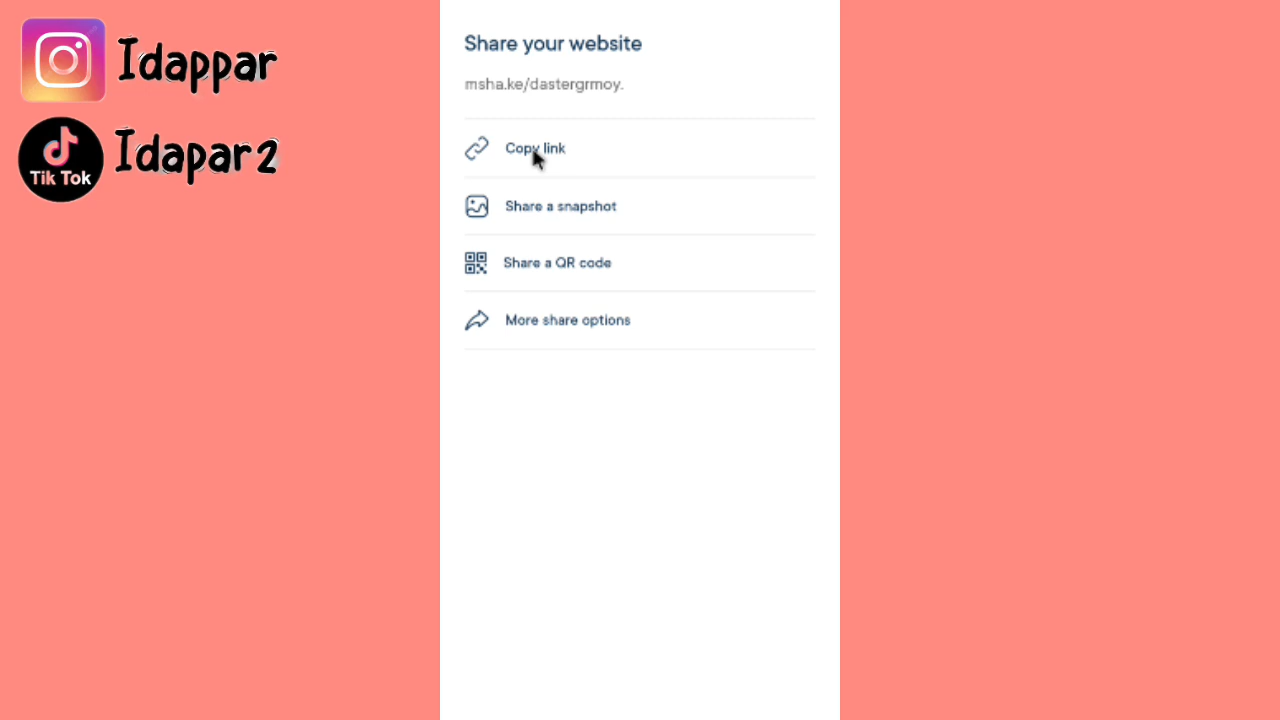 Idappar
Tik Tok
Idapar2
Share your website
msha.ke/dastergrmoy.
Copy link
Share a snapshot
Share a QR code
More share options